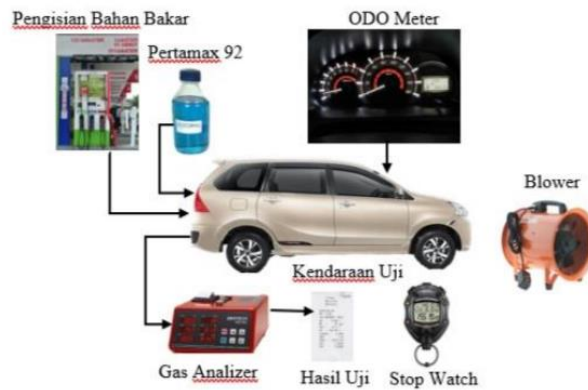 Pengisian Bahan Bakar
ODO Meter
Pertamax 92
Blower
Kendaraan Uji
Gas Analizer
Hasil Uji
Stop Watch